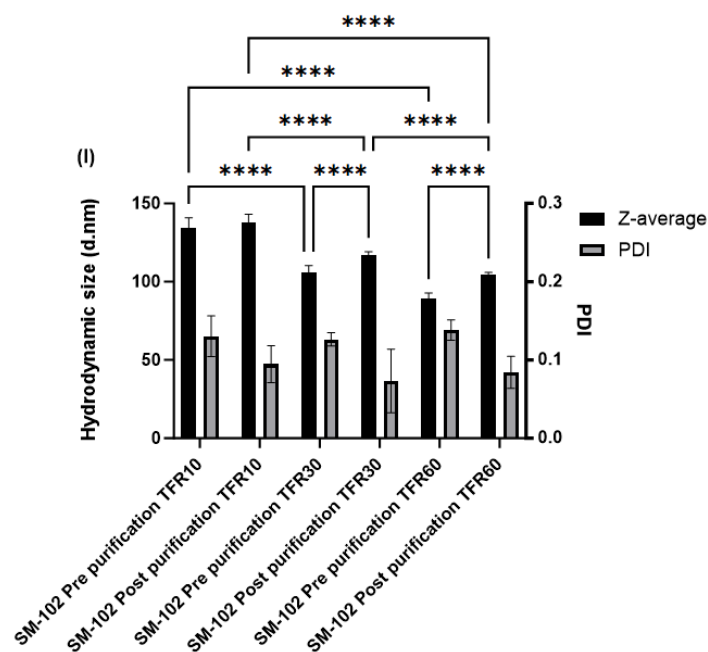 ****
****
**** ****
(I)
**** **** ****
150 0.3
Z-average
PDI
100 0.2
50 0.1
0 0.0
Hydrodynamic size (d.nm)
PDI
SM-102 Pre purification TFR10
SM-102 Post purification TFR10
SM-102 Pre purification TFR30
SM-102 Post purification TFR30
SM-102 Pre purification TFR60
SM-102 Post purification TFR60